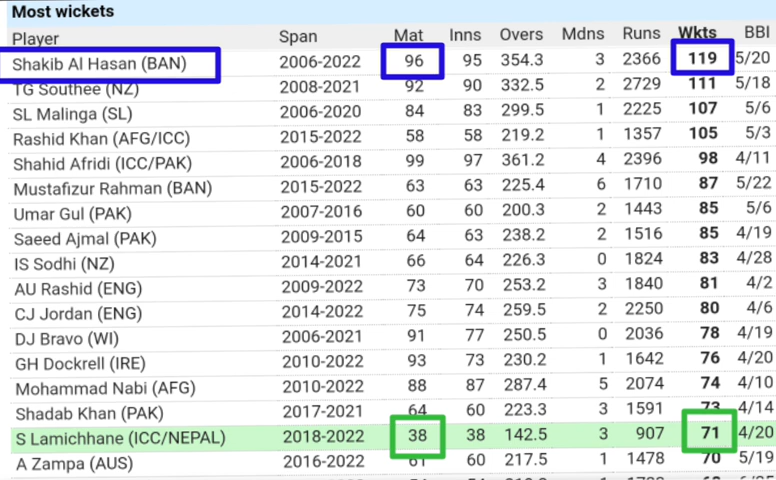 Most wickets
Player Span Mat Inns Overs Mdns Runs Wkts BBI
Shakib Al Hasan (BAN) 2006-2022 96 95 354.3 3 2366 119 5/20
TG Southee (NZ) 2008-2021 92 90 332.5 2 2729 111 5/18
SL Malinga (SL) 2006-2020 84 83 299.5 1 2225 107 5/6
Rashid Khan (AFG/ICC) 2015-2022 58 58 219.2 1 1357 105 5/3
Shahid Afridi (ICC/PAK) 2006-2018 99 97 361.2 4 2396 98 4/11
Mustafizur Rahman (BAN) 2015-2022 63 63 225.4 6 1710 87 5/22
Umar Gul (PAK) 2007-2016 60 60 200.3 2 1443 85 5/6
Saeed Ajmal (PAK) 2009-2015 64 63 238.2 2 1516 85 4/19
IS Sodhi (NZ) 2014-2021 66 64 226.3 0 1824 83 4/28
AU Rashid (ENG) 2009-2022 73 70 253.2 3 1840 81 4/2
CJ Jordan (ENG) 2014-2022 75 74 259.5 2 2250 80 4/6
DJ Bravo (WI) 2006-2021 91 77 250.5 0 2036 78 4/19
GH Dockrell (IRE) 2010-2022 93 73 230.2 1 1642 76 4/20
Mohammad Nabi (AFG) 2010-2022 88 87 287.4 5 2074 74 4/10
Shadab Khan (PAK) 2017-2021 64 60 223.3 3 1591 73 4/14
S Lamichhane (ICC/NEPAL) 2018-2022 38 38 142.5 3 907 71 4/20
A Zampa (AUS) 2016-2022 61 60 217.5 1 1478 70 5/19